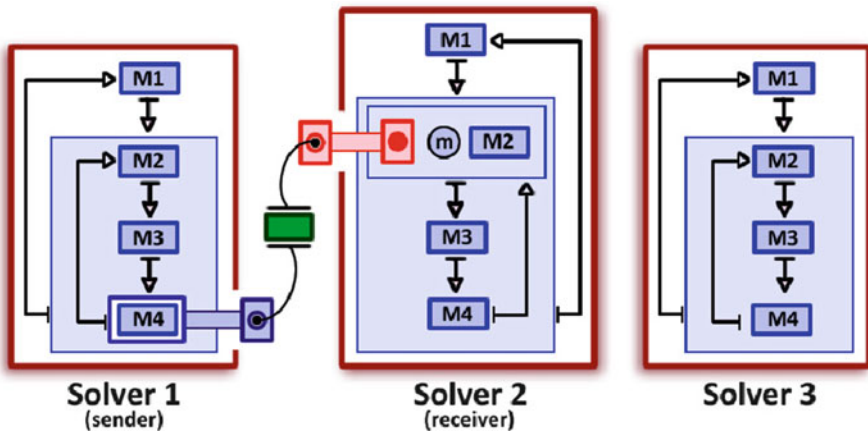 M1
M2
M3
M4
Solver 1
(sender)
M1
m
M2
M3
M4
Solver 2
(receiver)
M1
M2
M3
M4
Solver 3